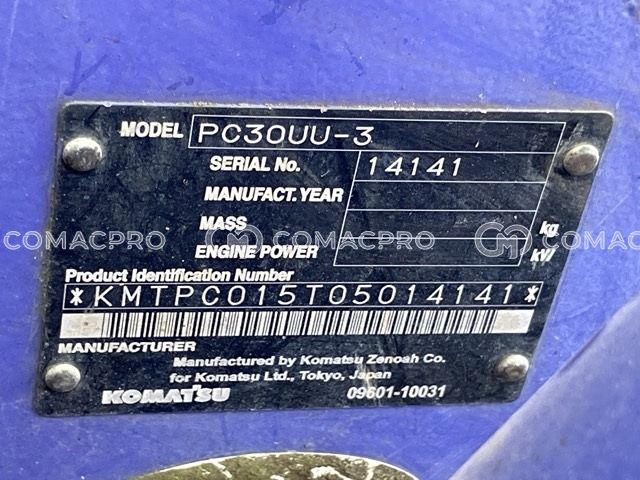 MODEL PC30UU-3
SERIAL No. 14141
MANUFACT. YEAR
MASS kg
COMACPRO COMACPRO COMACPRO
ENGINE POWER kW
Product Identification Number
*KMTPC015T05014141*
MANUFACTURER
Manufactured by Komatsu Zenoah Co.
for Komatsu Ltd., Tokyo, Japan
KOMATSU 09601-10031